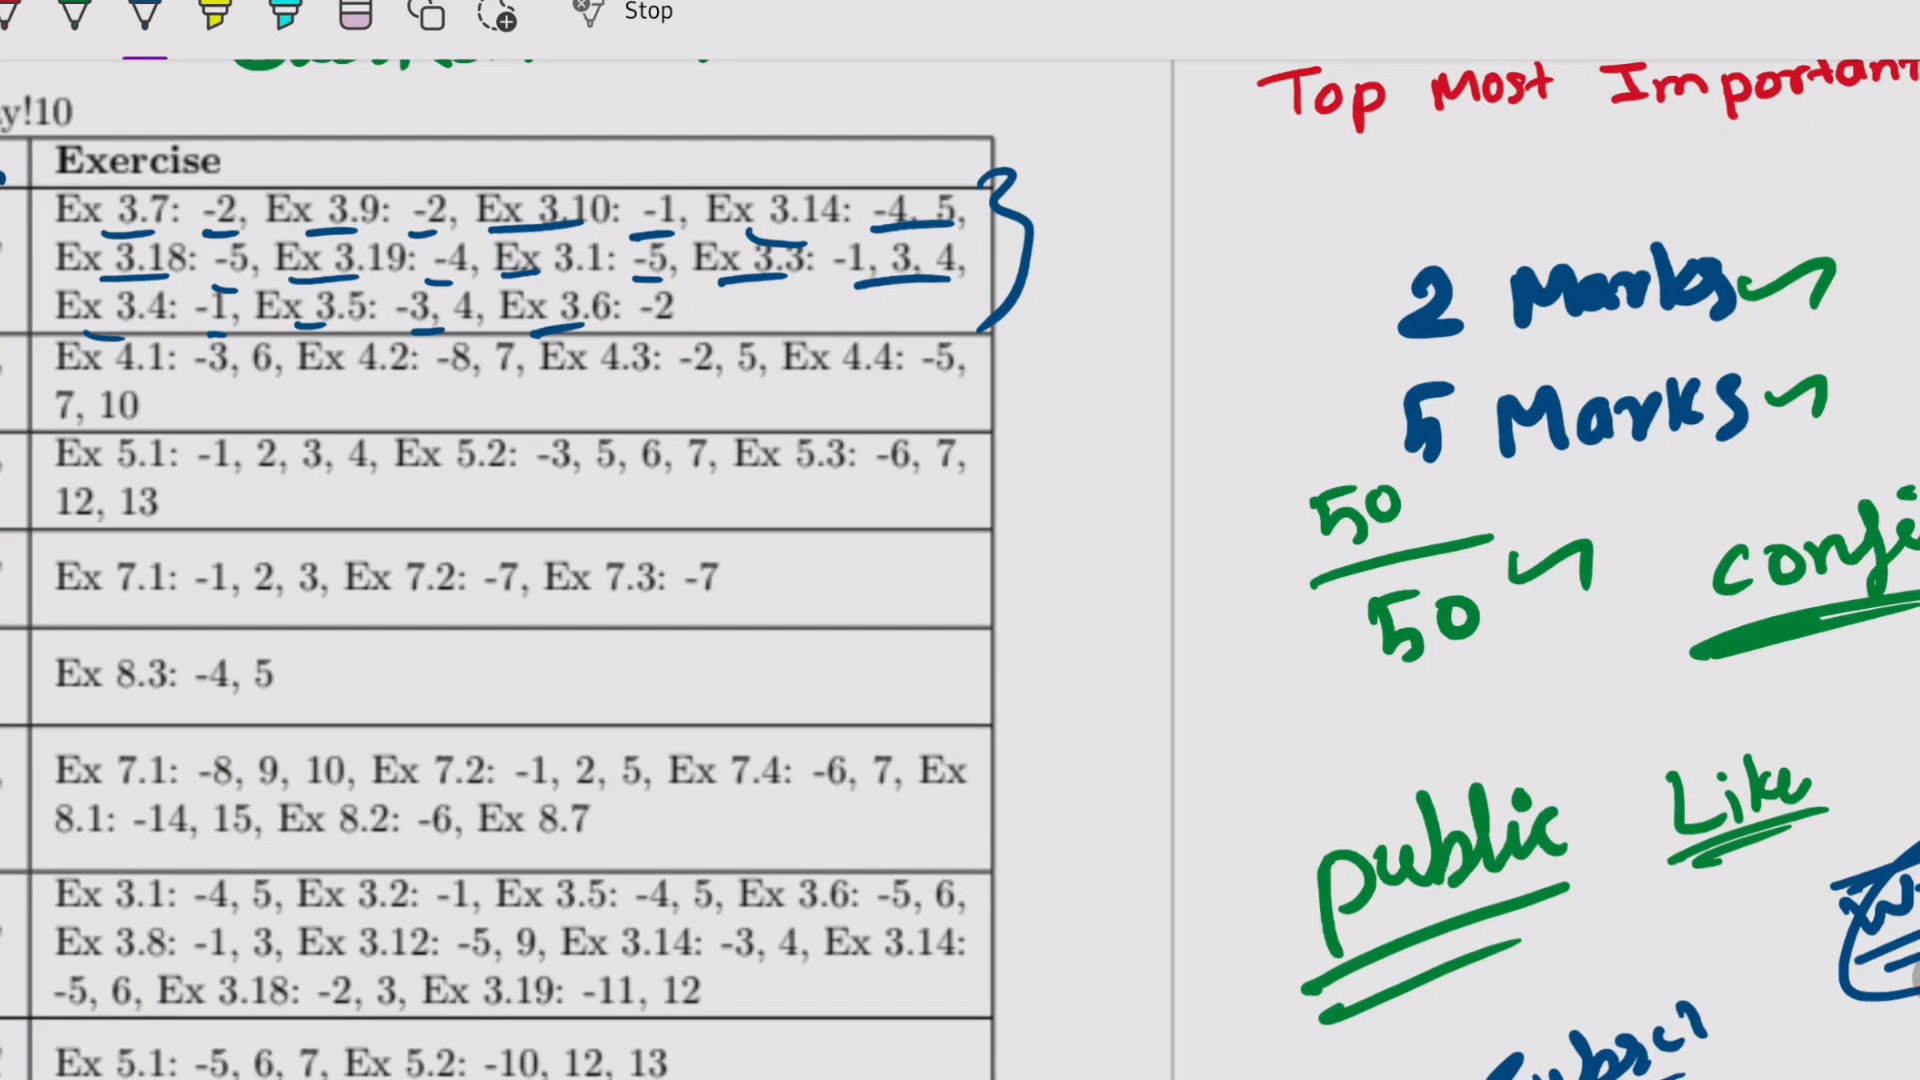 Stop
y!10
Exercise
Ex 3.7: -2, Ex 3.9: -2, Ex 3.10: -1, Ex 3.14: -4, 5,
Ex 3.18: -5, Ex 3.19: -4, Ex 3.1: -5, Ex 3.3: -1, 3, 4,
Ex 3.4: -1, Ex 3.5: -3, 4, Ex 3.6: -2
Ex 4.1: -3, 6, Ex 4.2: -8, 7, Ex 4.3: -2, 5, Ex 4.4: -5,
7, 10
Ex 5.1: -1, 2, 3, 4, Ex 5.2: -3, 5, 6, 7, Ex 5.3: -6, 7,
12, 13
Ex 7.1: -1, 2, 3, Ex 7.2: -7, Ex 7.3: -7
Ex 8.3: -4, 5
Ex 7.1: -8, 9, 10, Ex 7.2: -1, 2, 5, Ex 7.4: -6, 7, Ex
8.1: -14, 15, Ex 8.2: -6, Ex 8.7
Ex 3.1: -4, 5, Ex 3.2: -1, Ex 3.5: -4, 5, Ex 3.6: -5, 6,
Ex 3.8: -1, 3, Ex 3.12: -5, 9, Ex 3.14: -3, 4, Ex 3.14:
-5, 6, Ex 3.18: -2, 3, Ex 3.19: -11, 12
Ex 5.1: -5, 6, 7, Ex 5.2: -10, 12, 13
Top Most Important
2 Marks
5 Marks
50
50
confi
public
Like
Subscr